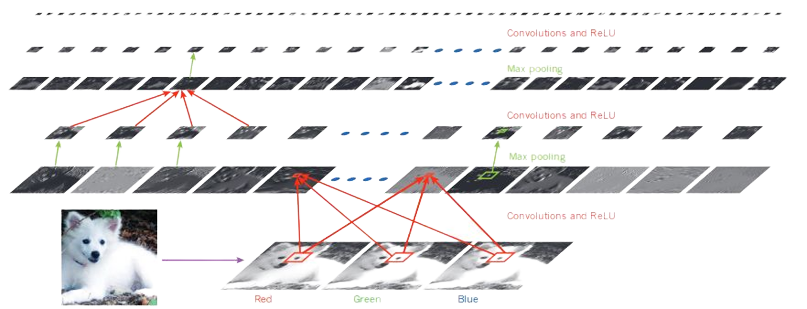 Convolutions and ReLU
Max pooling
Convolutions and ReLU
Max pooling
Convolutions and ReLU
Red
Green
Blue